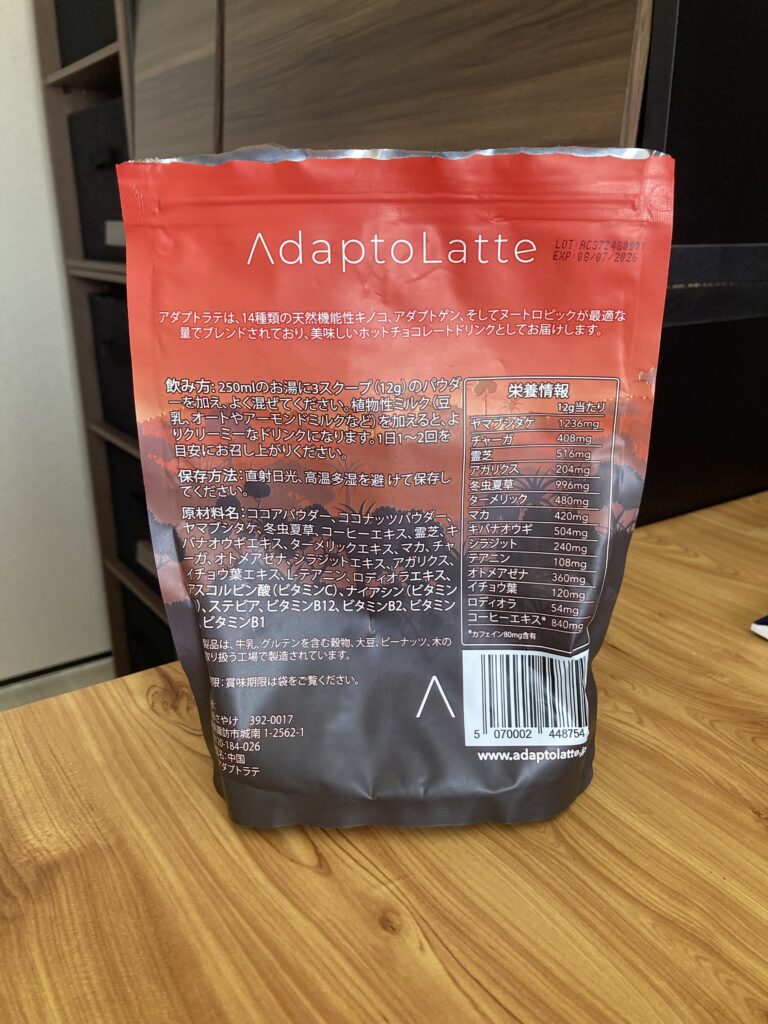 AdaptoLatte
LOT:AC372460901
EXP:08/07/2026
アダプトラテは、14種類の天然機能性キノコ、アダプトゲン、そしてヌートロピックが最適な
量でブレンドされており、美味しいホットチョコレートドリンクとしてお届けします。
飲み方: 250mlのお湯に3スクープ (12g) のパウダ
ーを加え、よく混ぜてください。植物性ミルク (豆
乳、オートやアーモンドミルクなど) を加えると、よ
りクリーミーなドリンクになります。1日1〜2回を
目安にお召し上がりください。
保存方法: 直射日光、高温多湿を避 けて保存し
てください。
原材料名: ココアパウダー、ココナッツパウダー、
ヤマブシタケ、冬虫夏草、コーヒーエキス、霊芝、キ
バナオウギエキス、ターメリックエキス、マカ、チャ
ーガ、オトメアゼナ、シラジットエキス、アガリクス、
イチョウ葉エキス、L-テアニン、ロディオラエキス、
アスコルビン酸 (ビタミンC)、ナイアシン (ビタミン
)、ステビア、ビタミンB12、ビタミンB2、ビタミン
、ビタミンB1
製品は、牛乳、グルテンを含む穀物、大豆、ピーナッツ、木の
取り扱う工場で製造されています。
限: 賞味期限は袋をご覧ください。
さやけ 392-0017
諏訪市城南 1-2562-1
20-184-026
: 中国
ダプトラテ
栄養情報
12g当たり
ヤマブシタケ 1236mg
チャーガ 408mg
霊芝 516mg
アガリクス 204mg
冬虫夏草 996mg
ターメリック 480mg
マカ 420mg
キバナオウギ 504mg
シラジット 240mg
テアニン 108mg
オトメアゼナ 360mg
イチョウ葉 120mg
ロディオラ 54mg
コーヒーエキス* 840mg
*カフェイン80mg含有
5 070002 448754
www.adaptolatte.jp